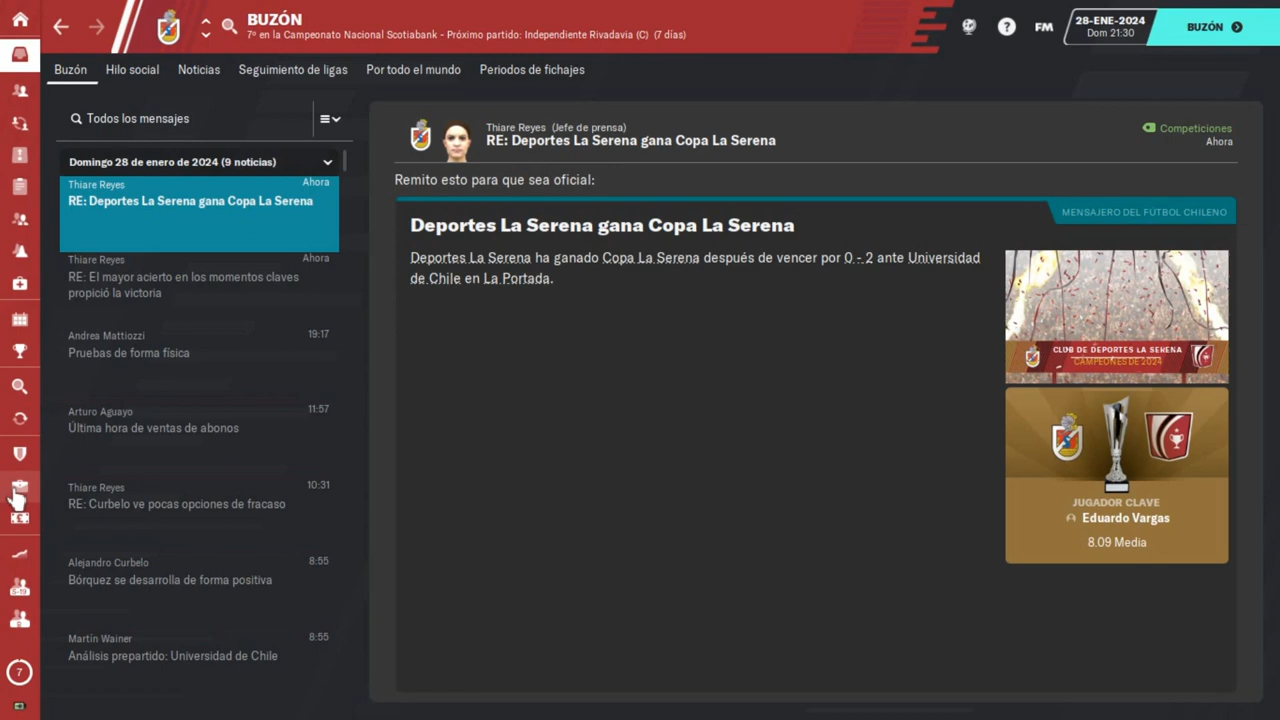 BUZÓN
7º en la Campeonato Nacional Scotiabank - Próximo partido: Independiente Rivadavia (C) (7 días)
?
FM
28-ENE-2024
Dom 21:30
BUZÓN
Buzón
Hilo social
Noticias
Seguimiento de ligas
Por todo el mundo
Periodos de fichajes
Todos los mensajes
Domingo 28 de enero de 2024 (9 noticias)
Thiare Reyes
Ahora
RE: Deportes La Serena gana Copa La Serena
Thiare Reyes
Ahora
RE: El mayor acierto en los momentos claves
propició la victoria
Andrea Mattiozzi
19:17
Pruebas de forma física
Arturo Aguayo
11:57
Última hora de ventas de abonos
Thiare Reyes
10:31
RE: Curbelo ve pocas opciones de fracaso
Alejandro Curbelo
8:55
Bórquez se desarrolla de forma positiva
Martín Wainer
8:55
Análisis prepartido: Universidad de Chile
7
Thiare Reyes (Jefe de prensa)
RE: Deportes La Serena gana Copa La Serena
Competiciones
Ahora
Remito esto para que sea oficial:
MENSAJERO DEL FÚTBOL CHILENO
Deportes La Serena gana Copa La Serena
Deportes La Serena ha ganado Copa La Serena después de vencer por 0 - 2 ante Universidad
de Chile en La Portada.
CLUB DE DEPORTES LA SERENA
CAMPEONES DE 2024
JUGADOR CLAVE
Eduardo Vargas
8.09 Media